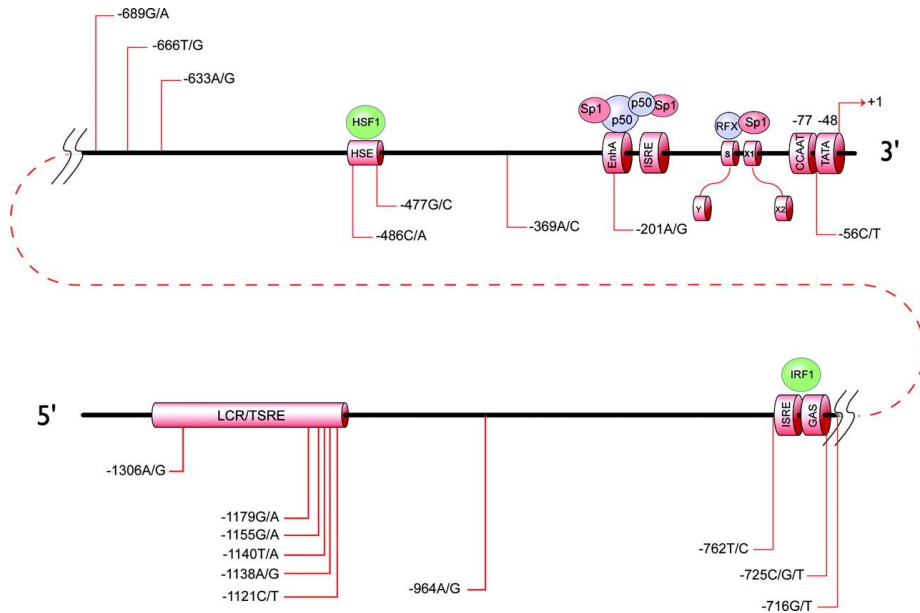 -689G/A
-666T/G
-633A/G
HSF1
HSE
-477G/C
-486C/A
-369A/C
Sp1
p50
p50
Sp1
EnhA
ISRE
-201A/G
RFX
Sp1
S
X1
Y
X2
-77
-48
+1
CCAAT
TATA
3'
-56C/T
5'
LCR/TSRE
-1306A/G
-1179G/A
-1155G/A
-1140T/A
-1138A/G
-1121C/T
-964A/G
IRF1
ISRE
GAS
-762T/C
-725C/G/T
-716G/T